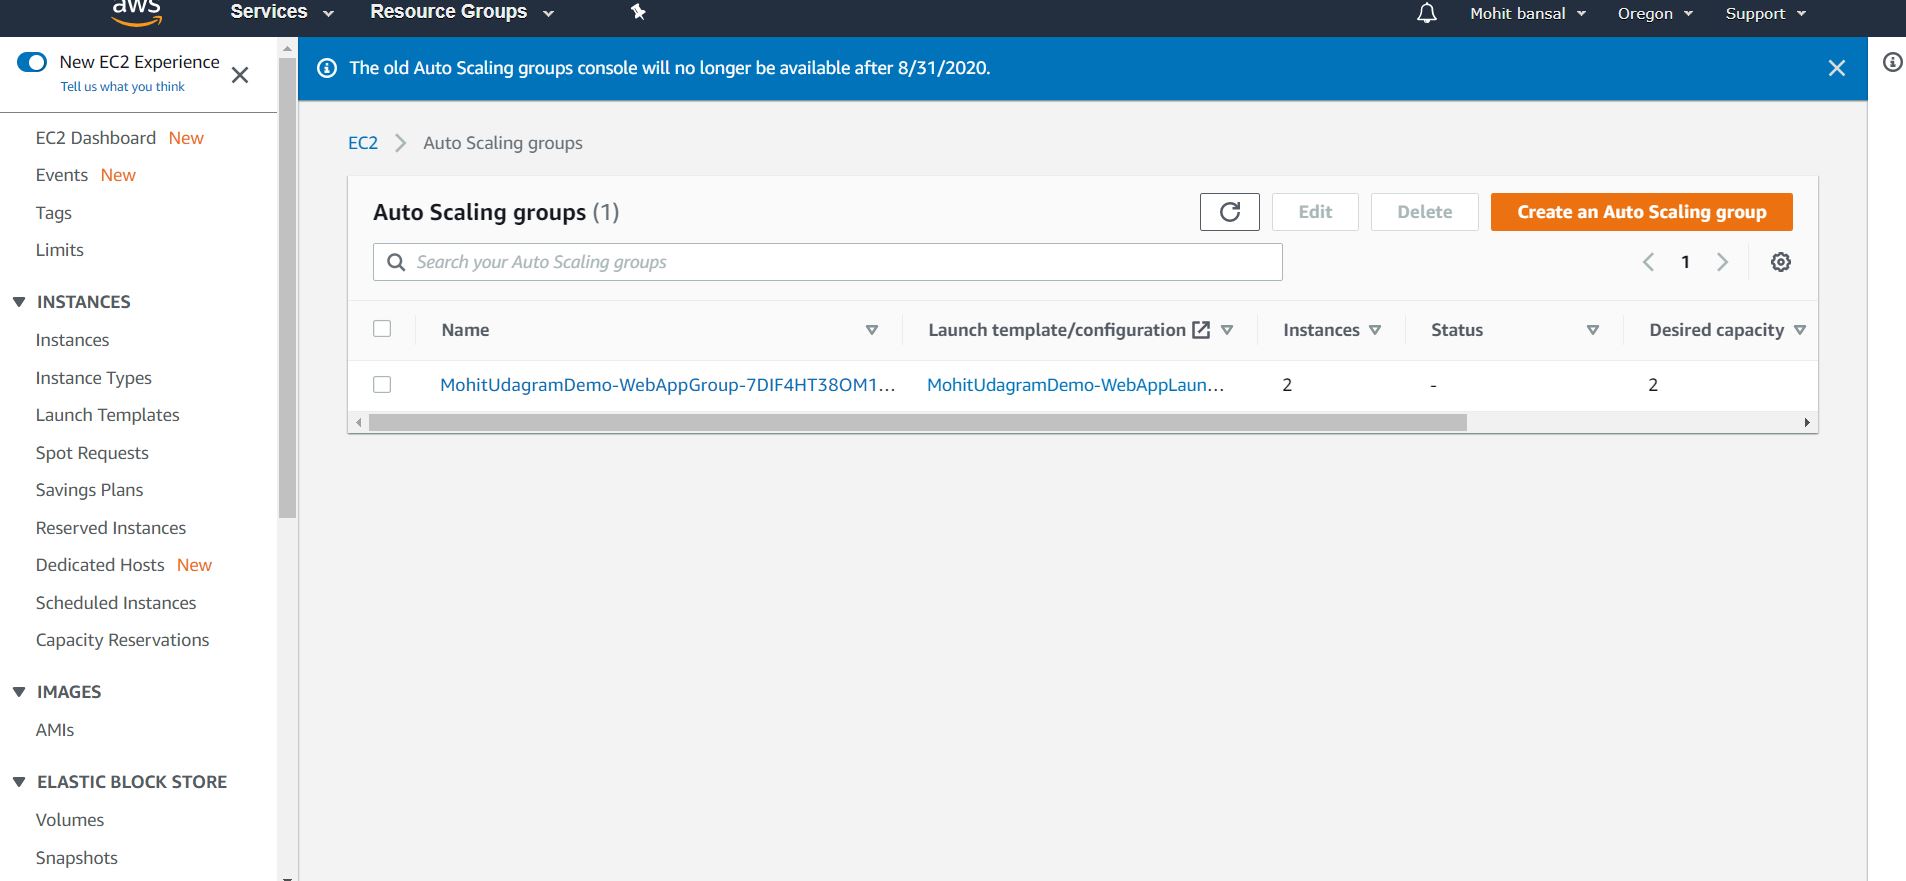 aws Services Resource Groups Mohit bansal Oregon Support
New EC2 Experience
Tell us what you think
The old Auto Scaling groups console will no longer be available after 8/31/2020.
EC2 Dashboard New
Events New
Tags
Limits
INSTANCES
Instances
Instance Types
Launch Templates
Spot Requests
Savings Plans
Reserved Instances
Dedicated Hosts New
Scheduled Instances
Capacity Reservations
IMAGES
AMIs
ELASTIC BLOCK STORE
Volumes
Snapshots
EC2 Auto Scaling groups
Auto Scaling groups (1) Edit Delete Create an Auto Scaling group
Search your Auto Scaling groups 1
Name Launch template/configuration Instances Status Desired capacity
MohitUdagramDemo-WebAppGroup-7DIF4HT38OM1... MohitUdagramDemo-WebAppLaun... 2 - 2